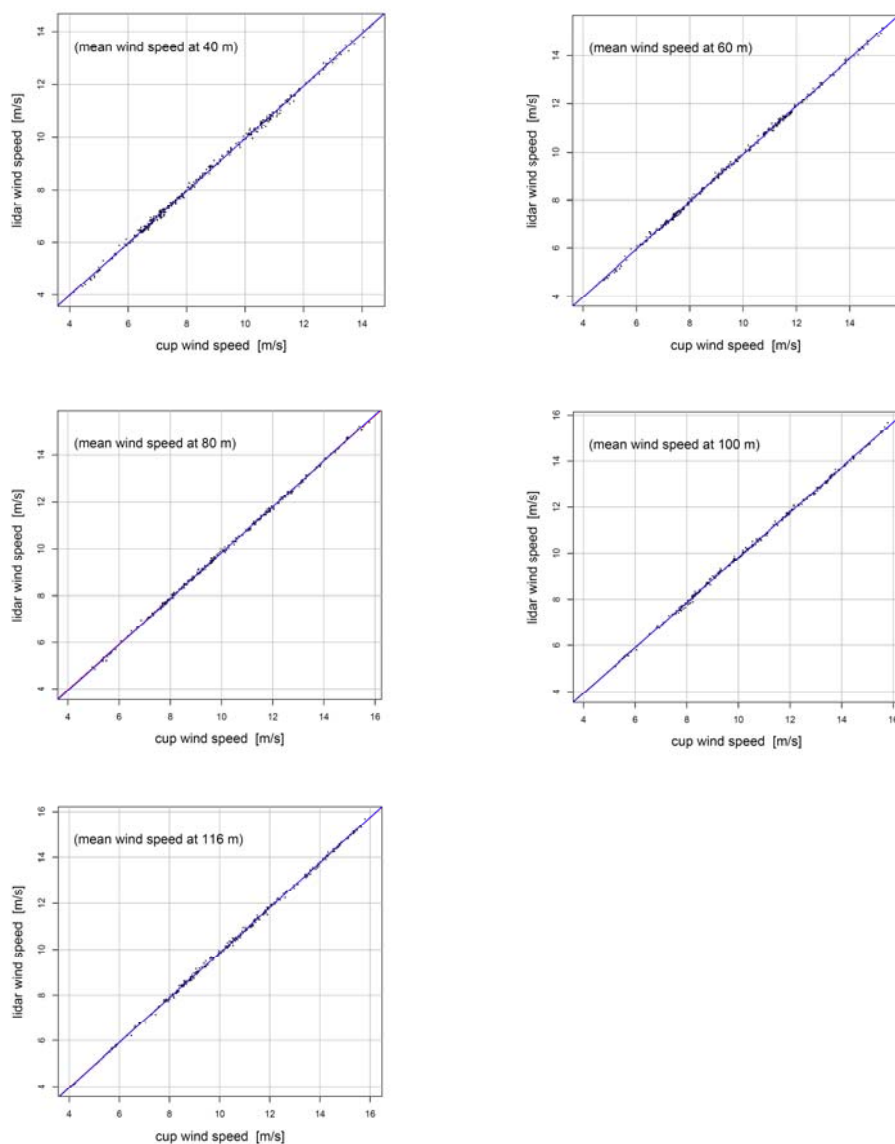 14
12
10
8
6
4
(mean wind speed at 40 m)
lidar wind speed [m/s]
4 6 8 10 12 14
cup wind speed [m/s]
14
12
10
8
6
4
(mean wind speed at 60 m)
lidar wind speed [m/s]
4 6 8 10 12 14
cup wind speed [m/s]
14
12
10
8
6
4
(mean wind speed at 80 m)
lidar wind speed [m/s]
4 6 8 10 12 14 16
cup wind speed [m/s]
16
14
12
10
8
6
4
(mean wind speed at 100 m)
lidar wind speed [m/s]
4 6 8 10 12 14 16
cup wind speed [m/s]
16
14
12
10
8
6
4
(mean wind speed at 116 m)
lidar wind speed [m/s]
4 6 8 10 12 14 16
cup wind speed [m/s]